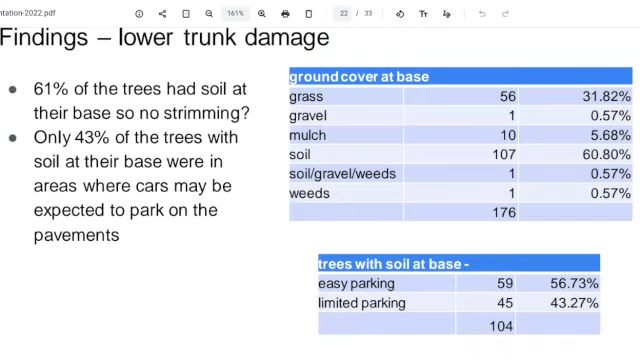 ntation-2022.pdf
161%
22 / 33
Findings – lower trunk damage
● 61% of the trees had soil at
their base so no strimming?
● Only 43% of the trees with
soil at their base were in
areas where cars may be
expected to park on the
pavements
ground cover at base
grass 56 31.82%
gravel 1 0.57%
mulch 10 5.68%
soil 107 60.80%
soil/gravel/weeds 1 0.57%
weeds 1 0.57%
176
trees with soil at base -
easy parking 59 56.73%
limited parking 45 43.27%
104